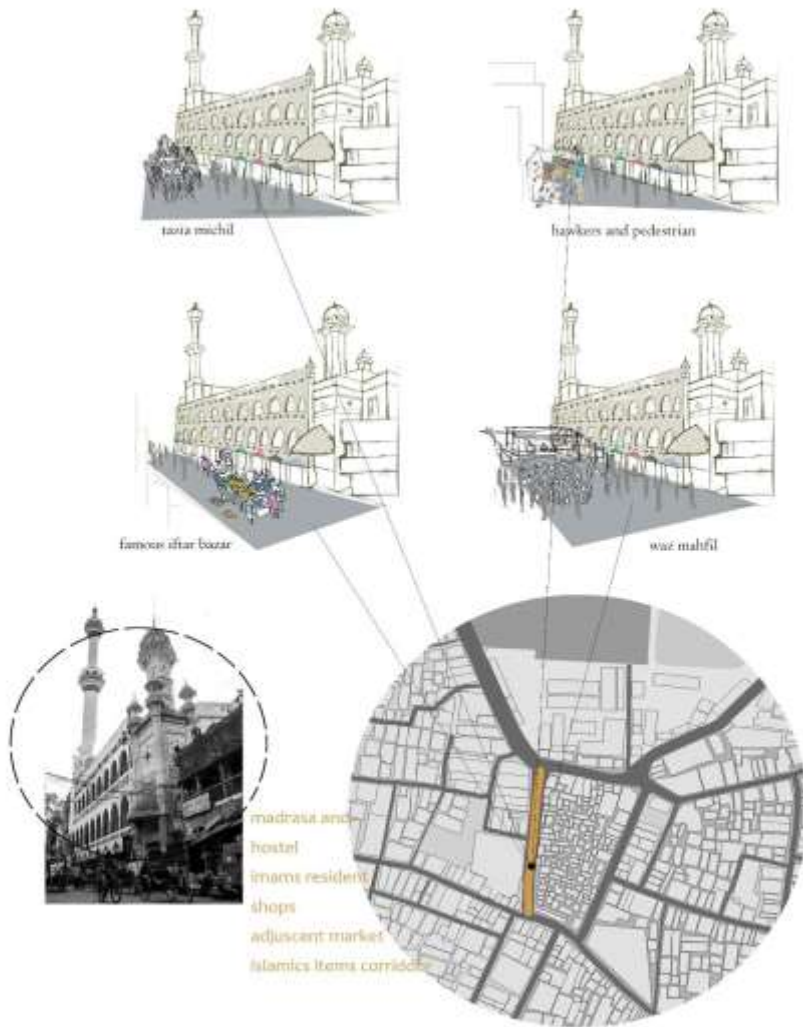 tazia michil
hawkers and pedestrian
famous iftar bazar
waz mahfil
madrasa and
hostel
imams resident
shops
adjuscant market
islamics items corridor